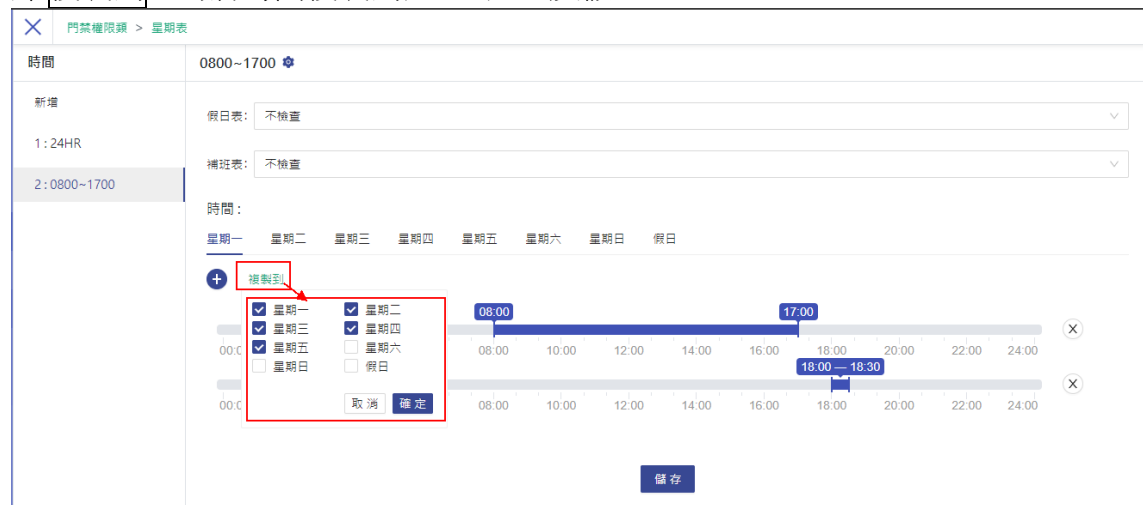 門禁權限類 > 星期表
時間
0800~1700
新增
1 : 24HR
2 : 0800~1700
假日表: 不檢查
補班表: 不檢查
時間 :
星期一 星期二 星期三 星期四 星期五 星期六 星期日 假日
複製到
星期一 星期二
星期三 星期四
星期五 星期六
星期日 假日
取消 確定
08:00 17:00
00:0 08:00 10:00 12:00 14:00 16:00 18:00 20:00 22:00 24:00
18:00 — 18:30
00:0 08:00 10:00 12:00 14:00 16:00 18:00 20:00 22:00 24:00
儲存